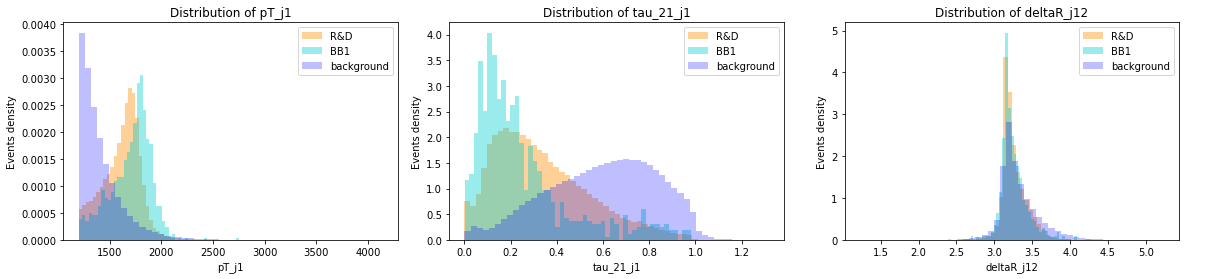 Distribution of pT_j1
Events density
0.0040
0.0035
0.0030
0.0025
0.0020
0.0015
0.0010
0.0005
0.0000
R&D
BB1
background
1500 2000 2500 3000 3500 4000
pT_j1
Distribution of tau_21_j1
Events density
4.0
3.5
3.0
2.5
2.0
1.5
1.0
0.5
0.0
R&D
BB1
background
0.0 0.2 0.4 0.6 0.8 1.0 1.2
tau_21_j1
Distribution of deltaR_j12
Events density
5
4
3
2
1
0
R&D
BB1
background
1.5 2.0 2.5 3.0 3.5 4.0 4.5 5.0
deltaR_j12